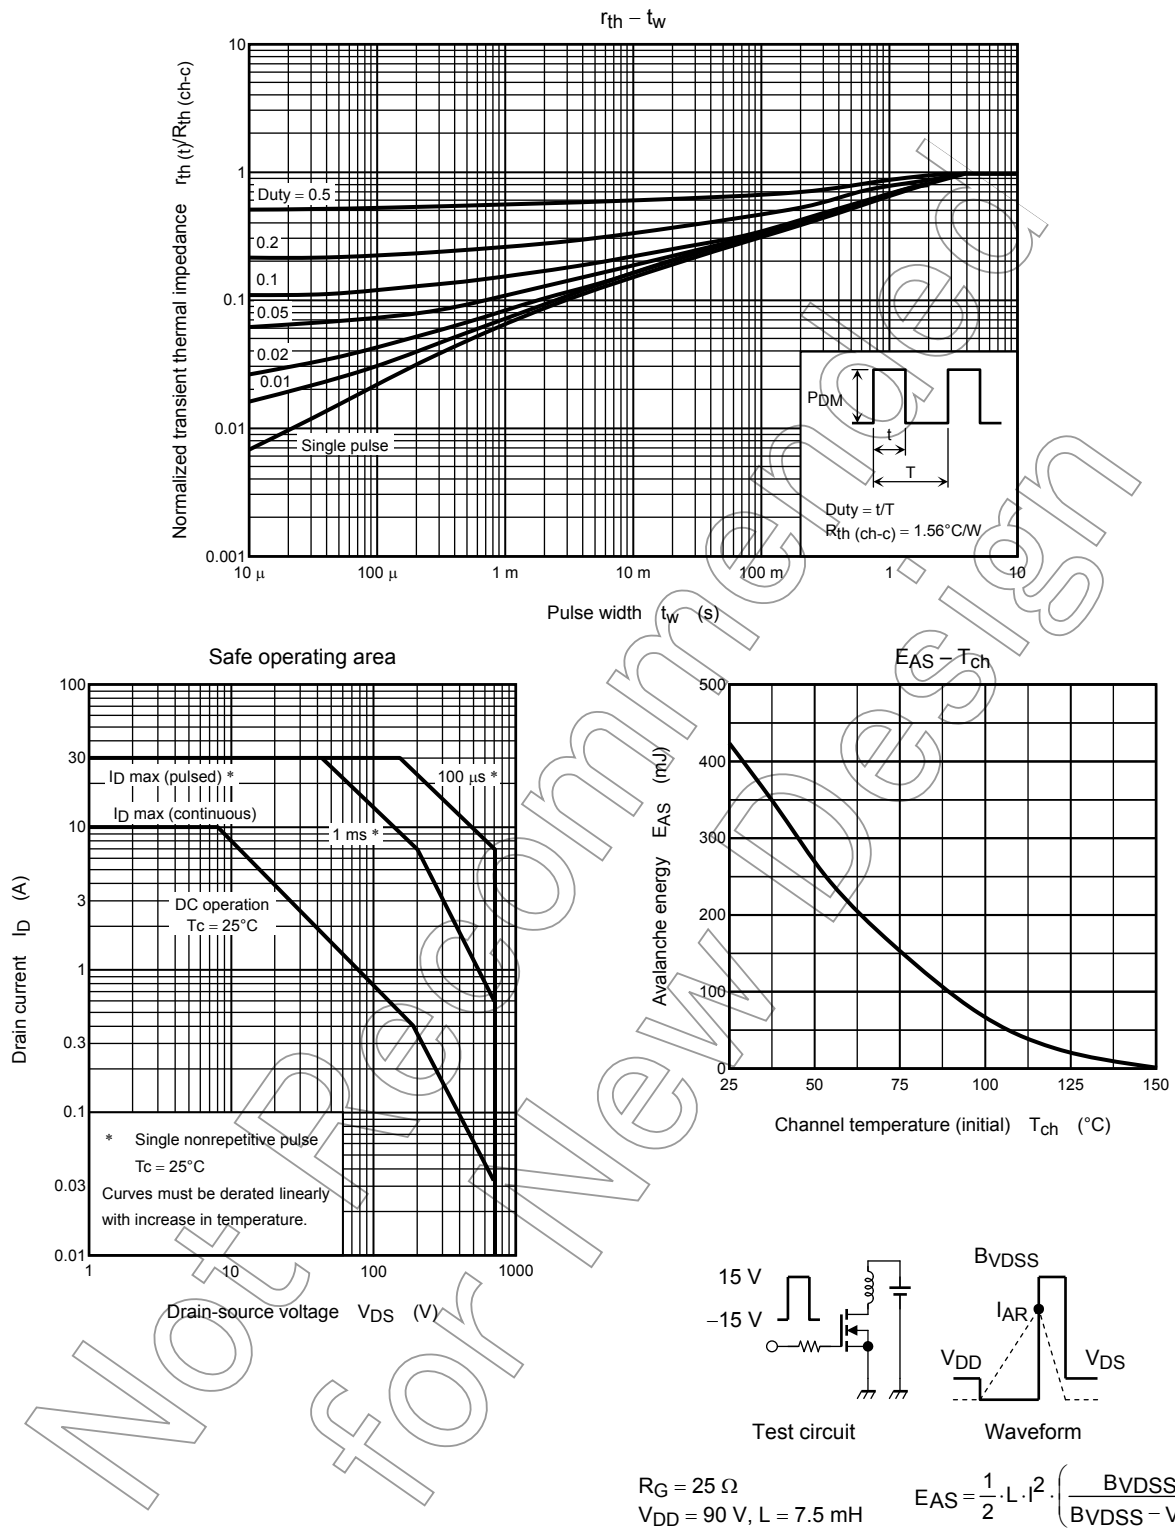 rth – tw
Normalized transient thermal impedance rth (t)/Rth (ch-c)
10
1
0.1
0.01
0.001
Duty = 0.5
0.2
0.1
0.05
0.02
0.01
Single pulse
PDM
t
T
Duty = t/T
Rth (ch-c) = 1.56°C/W
10 μ
100 μ
1 m
10 m
100 m
1
10
Pulse width tw (s)
Safe operating area
Drain current ID (A)
100
30
10
3
1
0.3
0.1
0.03
0.01
ID max (pulsed) *
ID max (continuous)
100 μs *
1 ms *
DC operation
Tc = 25°C
* Single nonrepetitive pulse
Tc = 25°C
Curves must be derated linearly
with increase in temperature.
1
10
100
1000
Drain-source voltage VDS (V)
EAS – Tch
Avalanche energy EAS (mJ)
500
400
300
200
100
0
25
50
75
100
125
150
Channel temperature (initial) Tch (°C)
15 V
−15 V
Test circuit
BVDSS
IAR
VDD
VDS
Waveform
RG = 25 Ω
VDD = 90 V, L = 7.5 mH
EAS = 1/2 · L · I2 · ( BVDSS / BVDSS − V
Not Recommended
for New Design